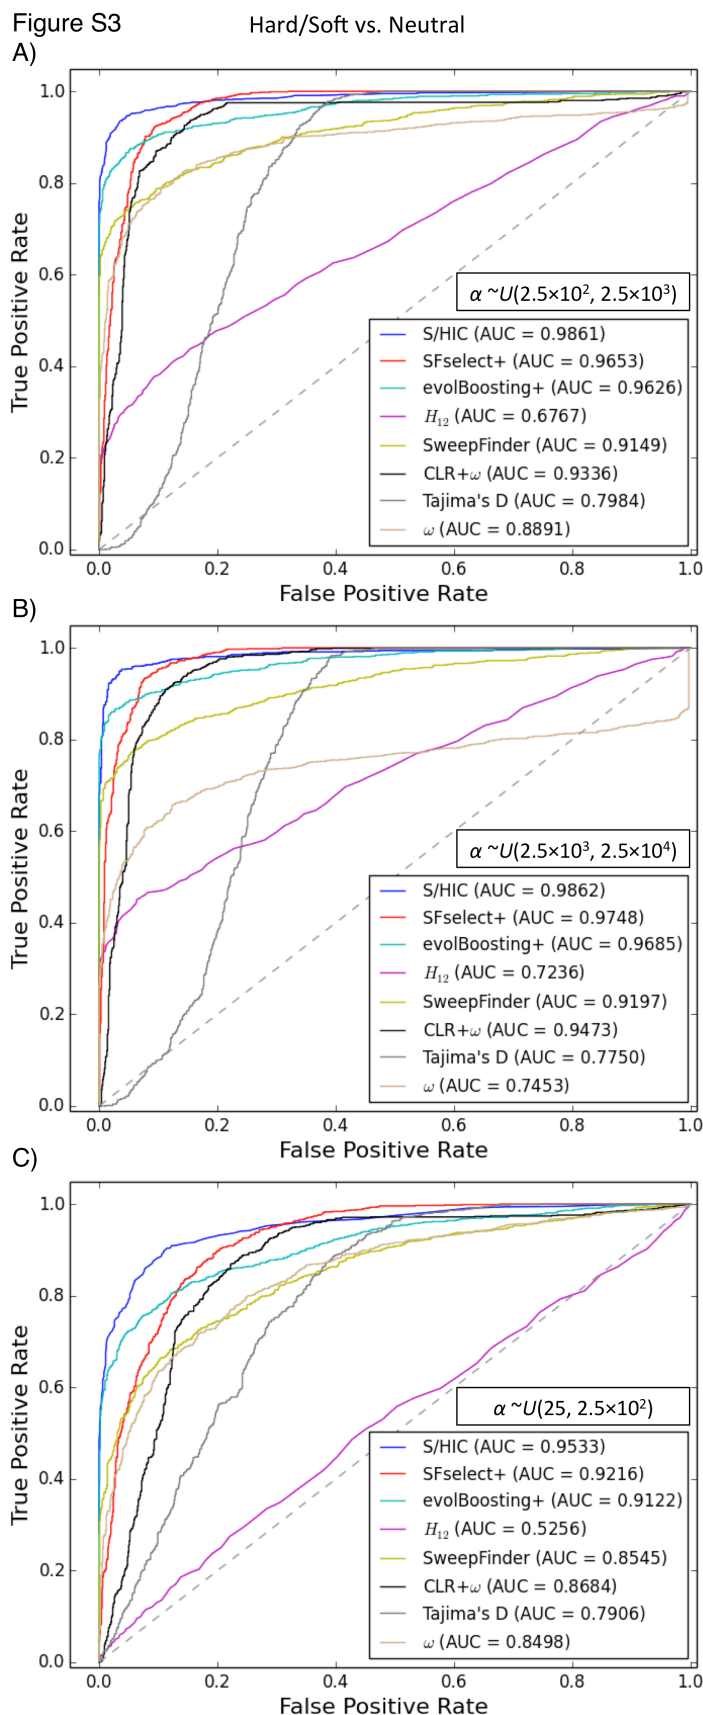 Figure S3
Hard/Soft vs. Neutral
A)
1.0
0.8
0.6
0.4
0.2
0.0
True Positive Rate
α ~U(2.5×10², 2.5×10³)
S/HIC (AUC = 0.9861)
SFselect+ (AUC = 0.9653)
evolBoosting+ (AUC = 0.9626)
H₁₂ (AUC = 0.6767)
SweepFinder (AUC = 0.9149)
CLR+ω (AUC = 0.9336)
Tajima's D (AUC = 0.7984)
ω (AUC = 0.8891)
0.0 0.2 0.4 0.6 0.8 1.0
False Positive Rate
B)
1.0
0.8
0.6
0.4
0.2
0.0
True Positive Rate
α ~U(2.5×10³, 2.5×10⁴)
S/HIC (AUC = 0.9862)
SFselect+ (AUC = 0.9748)
evolBoosting+ (AUC = 0.9685)
H₁₂ (AUC = 0.7236)
SweepFinder (AUC = 0.9197)
CLR+ω (AUC = 0.9473)
Tajima's D (AUC = 0.7750)
ω (AUC = 0.7453)
0.0 0.2 0.4 0.6 0.8 1.0
False Positive Rate
C)
1.0
0.8
0.6
0.4
0.2
0.0
True Positive Rate
α ~U(25, 2.5×10²)
S/HIC (AUC = 0.9533)
SFselect+ (AUC = 0.9216)
evolBoosting+ (AUC = 0.9122)
H₁₂ (AUC = 0.5256)
SweepFinder (AUC = 0.8545)
CLR+ω (AUC = 0.8684)
Tajima's D (AUC = 0.7906)
ω (AUC = 0.8498)
0.0 0.2 0.4 0.6 0.8 1.0
False Positive Rate